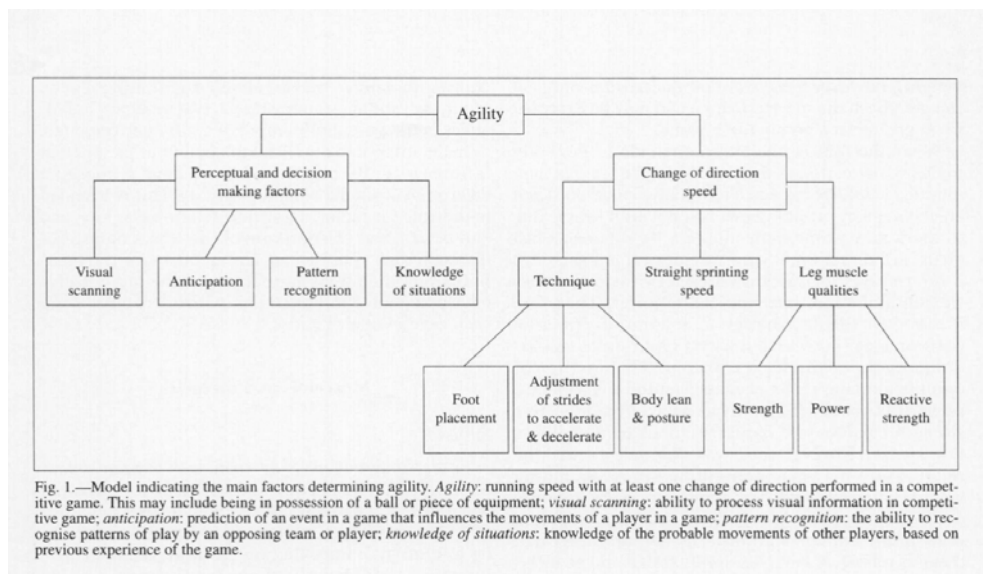 Agility
Perceptual and decision
making factors
Change of direction
speed
Visual
scanning
Anticipation
Pattern
recognition
Knowledge
of situations
Technique
Straight sprinting
speed
Leg muscle
qualities
Foot
placement
Adjustment
of strides
to accelerate
& decelerate
Body lean
& posture
Strength
Power
Reactive
strength
Fig. 1.—Model indicating the main factors determining agility. Agility: running speed with at least one change of direction performed in a compet-
itive game. This may include being in possession of a ball or piece of equipment; visual scanning: ability to process visual information in competi-
tive game; anticipation: prediction of an event in a game that influences the movements of a player in a game; pattern recognition: the ability to rec-
ognise patterns of play by an opposing team or player; knowledge of situations: knowledge of the probable movements of other players, based on
previous experience of the game.